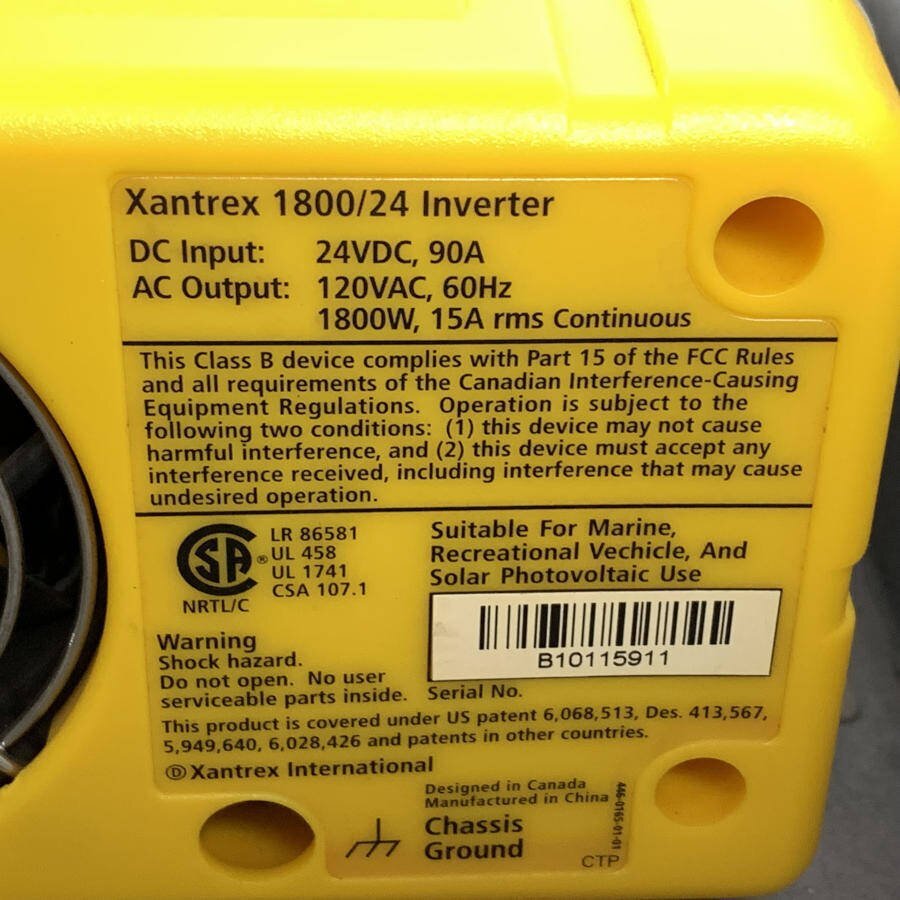 Xantrex 1800/24 Inverter
DC Input: 24VDC, 90A
AC Output: 120VAC, 60Hz
1800W, 15A rms Continuous
This Class B device complies with Part 15 of the FCC Rules
and all requirements of the Canadian Interference-Causing
Equipment Regulations. Operation is subject to the
following two conditions: (1) this device may not cause
harmful interference, and (2) this device must accept any
interference received, including interference that may cause
undesired operation.
SA ®
NRTL/C
LR 86581
UL 458
UL 1741
CSA 107.1
Suitable For Marine,
Recreational Vechicle, And
Solar Photovoltaic Use
B10115911
Serial No.
Warning
Shock hazard.
Do not open. No user
serviceable parts inside.
This product is covered under US patent 6,068,513, Des. 413,567,
5,949,640, 6,028,426 and patents in other countries.
Ⓓ Xantrex International
Designed in Canada
Manufactured in China
446-0165-01-01
Chassis
Ground
CTP